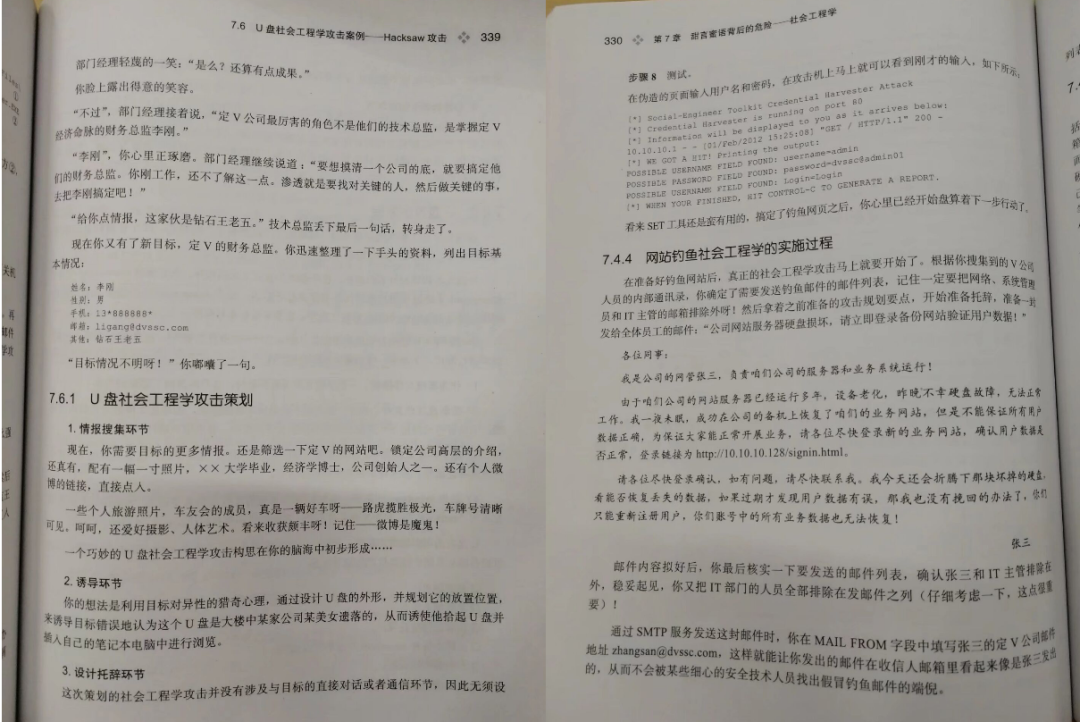 7.6 U 盘社会工程学攻击案例——Hacksaw 攻击 339
部门经理轻蔑的一笑：“是么？还算有点成果。”
你脸上露出得意的笑容。
“不过”，部门经理接着说，“定 V 公司最厉害的角色不是他们的技术总监，是掌握定 V
经济命脉的财务总监李刚。”
“李刚”，你心里正琢磨。部门经理继续说道：“要想摸清一个公司的底，就要搞定他
们的财务总监。你刚工作，还不了解这一点。渗透就是要找对关键的人，然后做关键的事，
去把李刚搞定吧！”
“给你点情报，这家伙是钻石王老五。”技术总监丢下最后一句话，转身走了。
现在你又有了新目标，定 V 的财务总监。你迅速整理了一下手头的资料，列出目标基
本情况：
姓名：李刚
性别：男
手机：13*888888*
邮箱：ligang@dvssc.com
其他：钻石王老五
“目标情况不明呀！”你嘟囔了一句。
7.6.1 U 盘社会工程学攻击策划
1. 情报搜集环节
现在，你需要目标的更多情报。还是筛选一下定 V 的网站吧。锁定公司高层的介绍，
还真有，配有一幅一寸照片，×× 大学毕业，经济学博士，公司创始人之一。还有个人微
博的链接，直接点入。
一些个人旅游照片，车友会的成员，真是一辆好车呀——路虎揽胜极光，车牌号清晰
可见，呵呵，还爱好摄影、人体艺术。看来收获颇丰呀！记住——微博是魔鬼！
一个巧妙的 U 盘社会工程学攻击构思在你的脑海中初步形成……
2. 诱导环节
你的想法是利用目标对异性的猎奇心理，通过设计 U 盘的外形，并规划它的放置位置，
来诱导目标错误地认为这个 U 盘是大楼中某家公司某美女遗落的，从而诱使他拾起 U 盘并
插入自己的笔记本电脑中进行浏览。
3. 设计托辞环节
这次策划的社会工程学攻击并没有涉及与目标的直接对话或者通信环节，因此无须设
330 第 7 章 甜言蜜语背后的危险——社会工程学
步骤 8 测试。
在伪造的页面输入用户名和密码，在攻击机上马上就可以看到刚才的输入，如下所示：
[*] Social-Engineer Toolkit Credential Harvester Attack
[*] Credential Harvester is running on port 80
[*] Information will be displayed to you as it arrives below:
10.10.10.1 - - [01/Feb/2012 15:25:08] "GET / HTTP/1.1" 200 -
[*] WE GOT A HIT! Printing the output:
POSSIBLE USERNAME FIELD FOUND: username=admin
POSSIBLE PASSWORD FIELD FOUND: password=dvssc@admin01
POSSIBLE USERNAME FIELD FOUND: Login=Login
[*] WHEN YOUR FINISHED, HIT CONTROL-C TO GENERATE A REPORT.
看来 SET 工具还是蛮有用的，搞定了钓鱼网页之后，你心里已经开始盘算着下一步行动了。
7.4.4 网站钓鱼社会工程学的实施过程
在准备好钓鱼网站后，真正的社会工程学攻击马上就要开始了。根据你搜集到的 V 公司
人员的内部通讯录，你确定了需要发送钓鱼邮件的邮件列表，记住一定要把网络、系统管理
员和 IT 主管的邮箱排除外呀！然后拿着之前准备的攻击规划要点，开始准备托辞，准备一封
发给全体员工的邮件：“公司网站服务器硬盘损坏，请立即登录备份网站验证用户数据！”
各位同事：
我是公司的网管张三，负责咱们公司的服务器和业务系统运行！
由于咱们公司的网站服务器已经运行多年，设备老化，昨晚不幸硬盘故障，无法正常
工作。我一夜未眠，成功在公司的备机上恢复了咱们的业务网站，但是不能保证所有用户
数据正确，为保证大家能正常开展业务，请各位尽快登录新的业务网站，确认用户数据是
否正常，登录链接为 http://10.10.10.128/signin.html。
请各位尽快登录确认，如有问题，请尽快联系我。我今天还会折腾下那块坏掉的硬盘，
看能否恢复丢失的数据，如果过期才发现用户数据有误，那我也没有挽回的办法了，你们
只能重新注册用户，你们账号中的所有业务数据也无法恢复！
张三
邮件内容拟好后，你最后核实一下要发送的邮件列表，确认张三和 IT 主管排除在
外，稳妥起见，你又把 IT 部门的人员全部排除在发邮件之列（仔细考虑一下，这点很重
要）！
通过 SMTP 服务发送这封邮件时，你在 MAIL FROM 字段中填写张三的定 V 公司邮件
地址 zhangsan@dvssc.com，这样就能让你发出的邮件在收信人邮箱里看起来像是张三发出
的，从而不会被某些细心的安全技术人员找出假冒钓鱼邮件的端倪。